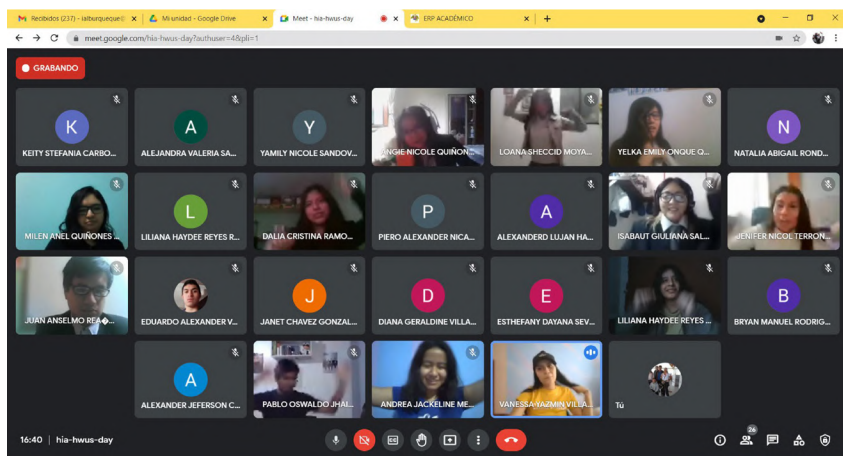 Recibidos (237) - ialburqueque@
Mi unidad - Google Drive
Meet - hia-hwus-day
ERP ACADÉMICO
meet.google.com/hia-hwus-day?authuser=4&pli=1
GRABANDO
K
KEITY STEFANIA CARBO...
A
ALEJANDRA VALERIA SA...
Y
YAMILY NICOLE SANDOV...
ANGIE NICOLE QUIÑON...
LOANA SHECCID MOYA...
YELKA EMILY ONQUE Q...
N
NATALIA ABIGAIL ROND...
MILEN ANEL QUIÑONES ...
L
LILIANA HAYDEE REYES R...
DALIA CRISTINA RAMO...
P
PIERO ALEXANDER NICA...
A
ALEXANDERD LUJAN HA...
ISABAUT GIULIANA SAL...
JENIFER NICOL TERRON...
JUAN ANSELMO REA�...
EDUARDO ALEXANDER V...
J
JANET CHAVEZ GONZAL...
D
DIANA GERALDINE VILLA...
E
ESTHEFANY DAYANA SEV...
LILIANA HAYDEE REYES ...
B
BRYAN MANUEL RODRIG...
A
ALEXANDER JEFERSON C...
PABLO OSWALDO JHAI...
ANDREA JACKELINE ME...
VANESSA YAZMIN VILLA...
Tú
16:40 | hia-hwus-day
26